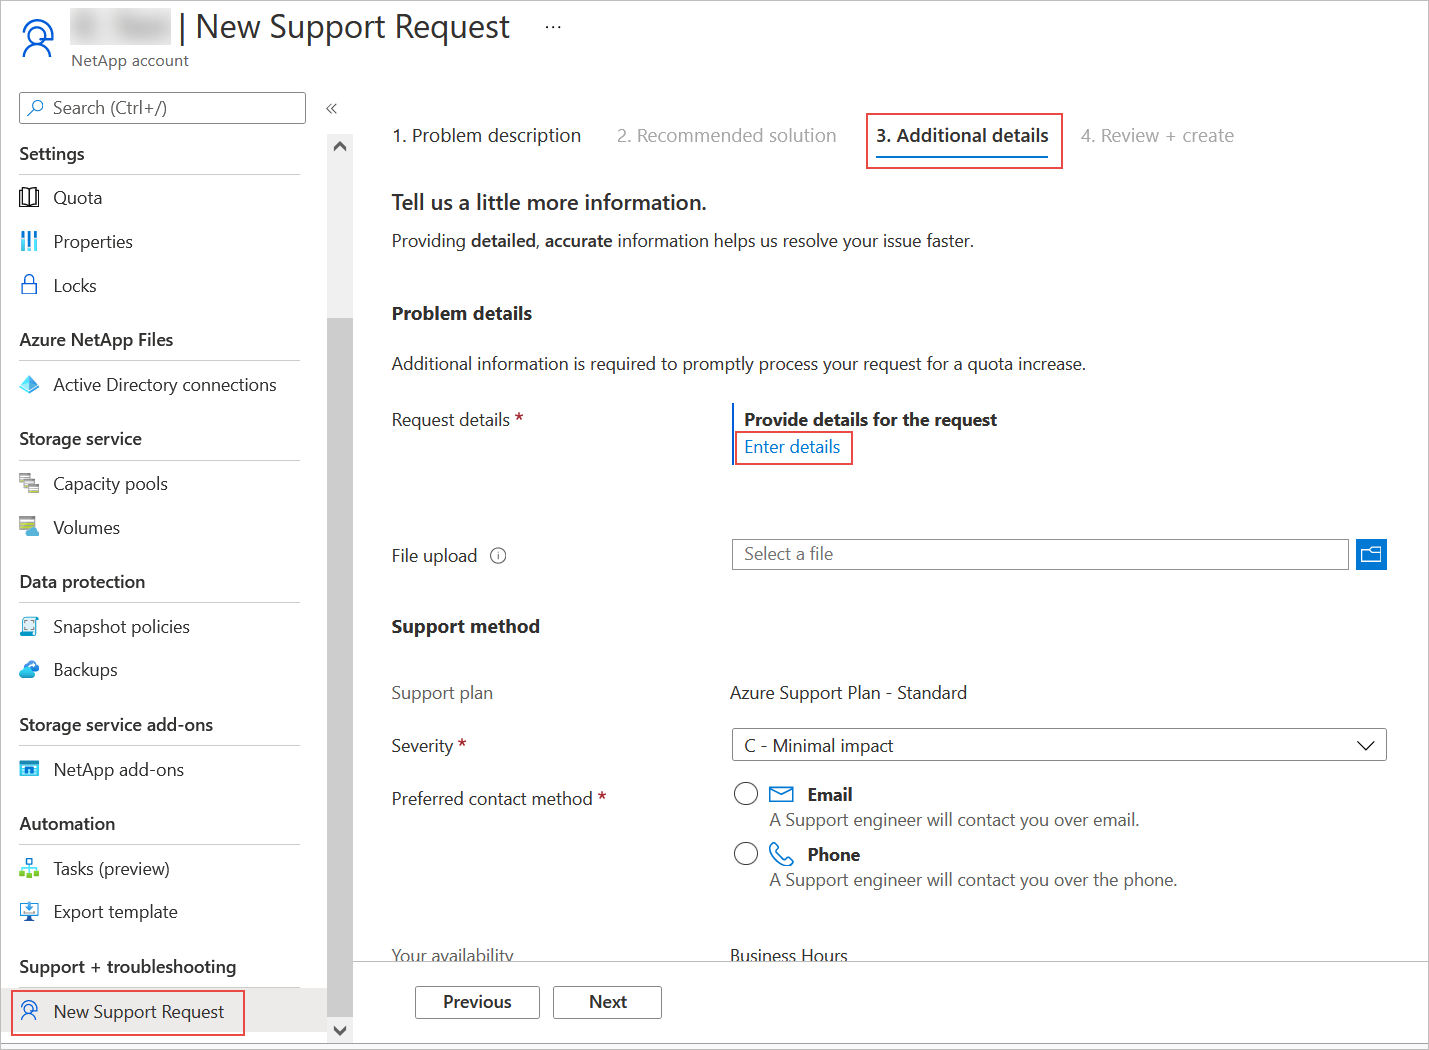 | New Support Request ...
NetApp account
Search (Ctrl+/)
«
Settings
Quota
Properties
Locks
Azure NetApp Files
Active Directory connections
Storage service
Capacity pools
Volumes
Data protection
Snapshot policies
Backups
Storage service add-ons
NetApp add-ons
Automation
Tasks (preview)
Export template
Support + troubleshooting
New Support Request
1. Problem description 2. Recommended solution 3. Additional details 4. Review + create
Tell us a little more information.
Providing detailed, accurate information helps us resolve your issue faster.
Problem details
Additional information is required to promptly process your request for a quota increase.
Request details * Provide details for the request
Enter details
File upload Select a file
Support method
Support plan Azure Support Plan - Standard
Severity * C - Minimal impact
Preferred contact method * Email
A Support engineer will contact you over email.
Phone
A Support engineer will contact you over the phone.
Your availability Business Hours
Previous Next